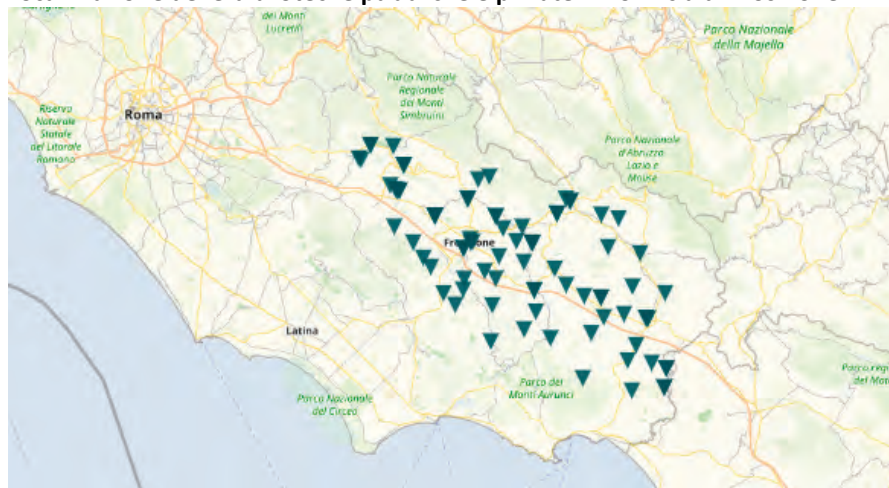 dei Monti
Lucretili
Parco Nazionale
della Majella
Parco Naturale
Regionale
dei Monti
Simbruini
Roma
Riserva
Naturale
Statale
del Litorale
Romano
Parco Nazionale
d'Abruzzo
Lazio e
Molise
Latina
Parco Nazionale
del Circeo
Parco dei
Monti Aurunci